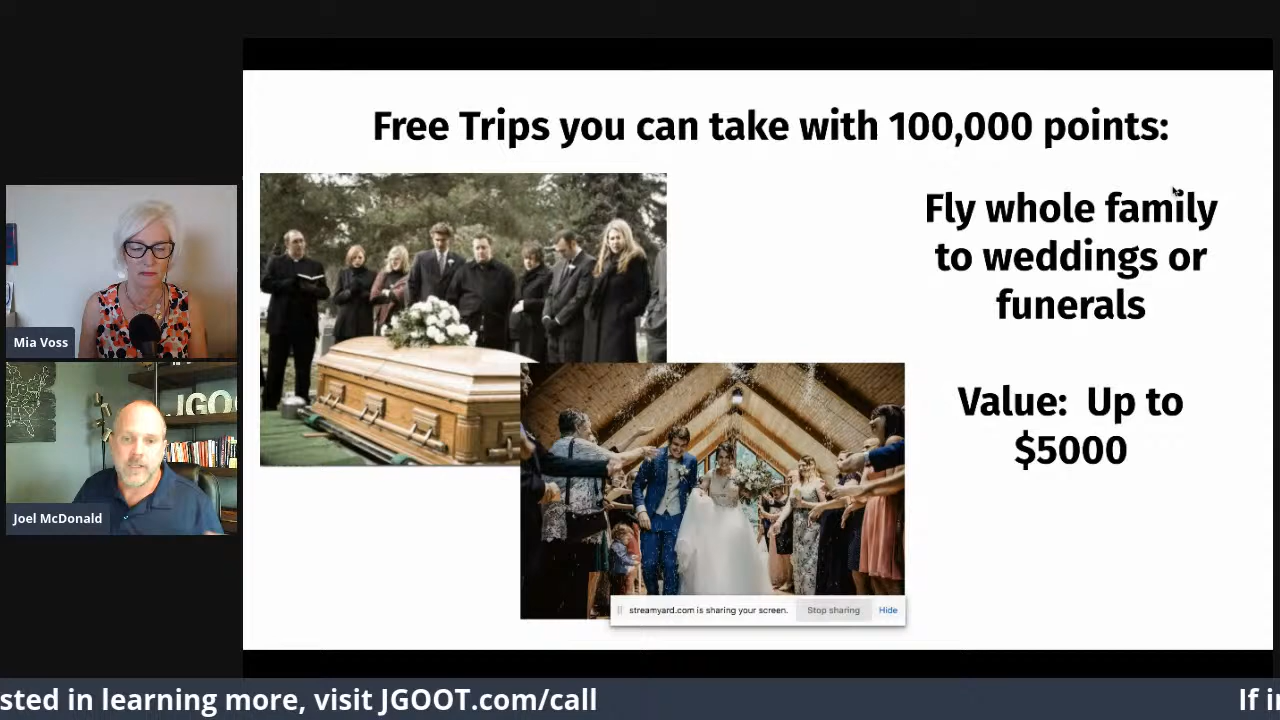 Free Trips you can take with 100,000 points:
Fly whole family
to weddings or
funerals
Value: Up to
$5000
Mia Voss
JGO
Joel McDonald
streamyard.com is sharing your screen.
Stop sharing
Hide
sted in learning more, visit JGOOT.com/call
If i